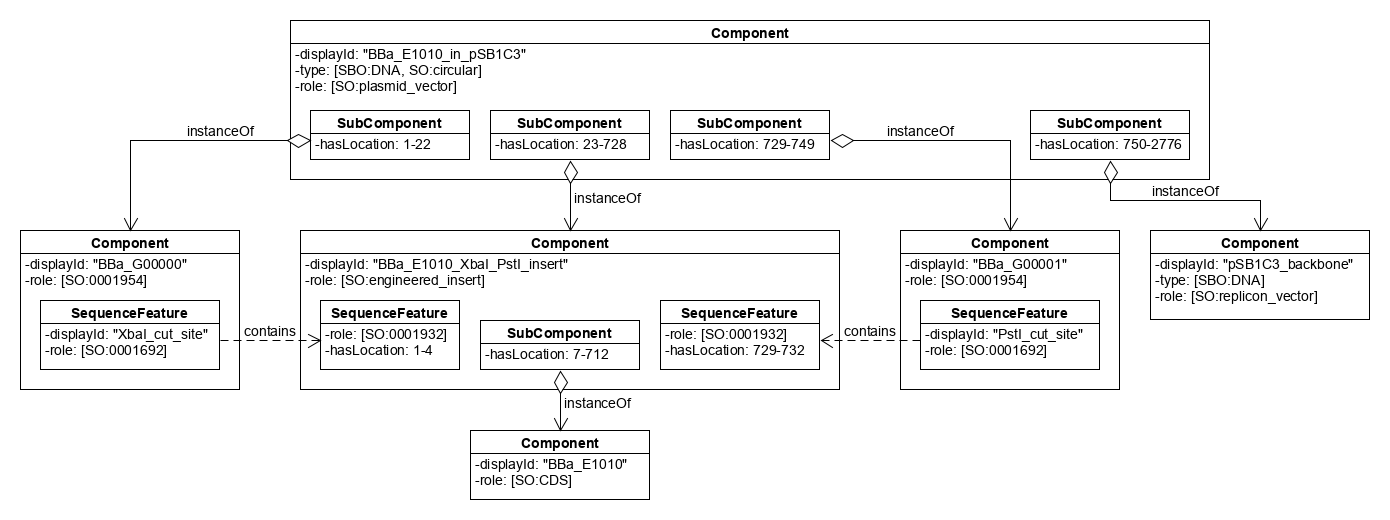 Component
-displayId: "BBa_E1010_in_pSB1C3"
-type: [SBO:DNA, SO:circular]
-role: [SO:plasmid_vector]
SubComponent
-hasLocation: 1-22
SubComponent
-hasLocation: 23-728
SubComponent
-hasLocation: 729-749
SubComponent
-hasLocation: 750-2776
instanceOf
instanceOf
instanceOf
instanceOf
Component
-displayId: "BBa_G00000"
-role: [SO:0001954]
SequenceFeature
-displayId: "XbaI_cut_site"
-role: [SO:0001692]
contains
Component
-displayId: "BBa_E1010_XbaI_PstI_insert"
-role: [SO:engineered_insert]
SequenceFeature
-role: [SO:0001932]
-hasLocation: 1-4
SubComponent
-hasLocation: 7-712
SequenceFeature
-role: [SO:0001932]
-hasLocation: 729-732
contains
Component
-displayId: "BBa_G00001"
-role: [SO:0001954]
SequenceFeature
-displayId: "PstI_cut_site"
-role: [SO:0001692]
Component
-displayId: "pSB1C3_backbone"
-type: [SBO:DNA]
-role: [SO:replicon_vector]
instanceOf
Component
-displayId: "BBa_E1010"
-role: [SO:CDS]